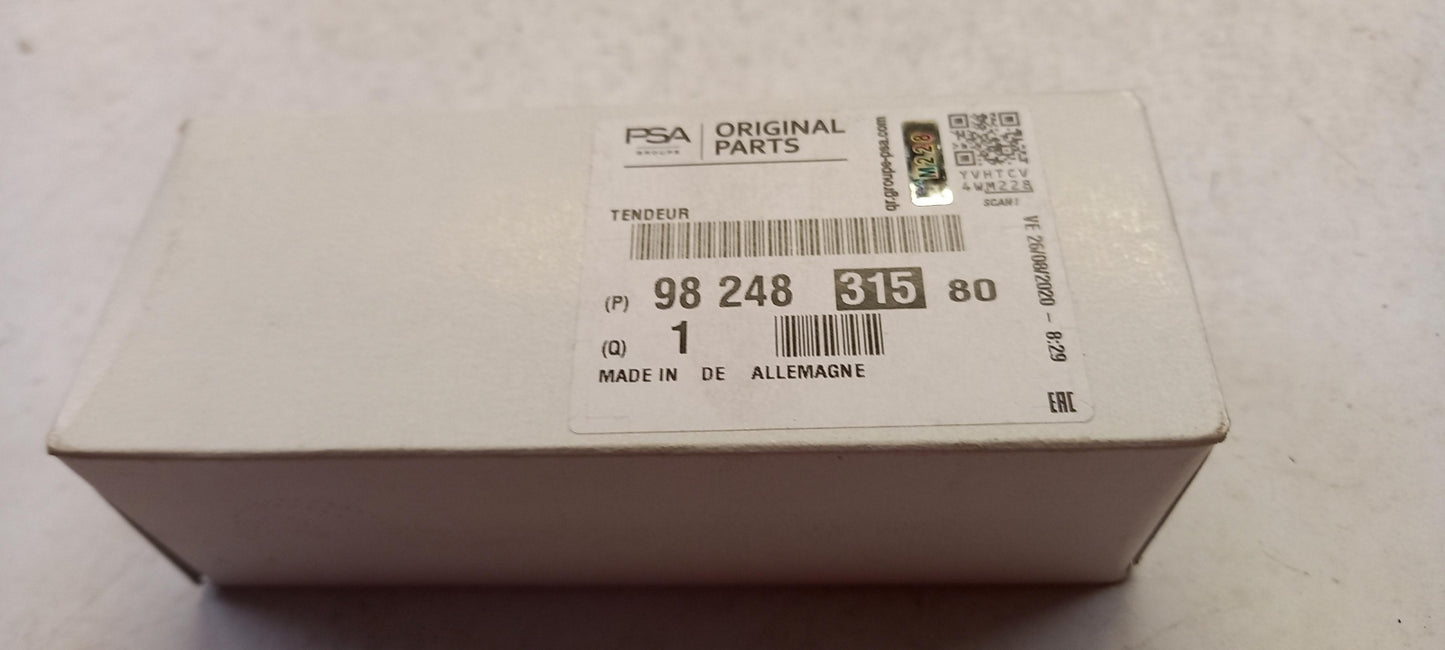 PSA GROUPE
ORIGINAL PARTS
qr.groupe-psa.com
M228
YVHTCV
4WM228
SCAN!
TENDEUR
(P) 98 248 315 80
(Q) 1
MADE IN DE ALLEMAGNE
VE 26/08/2020 - 8:29
EAC